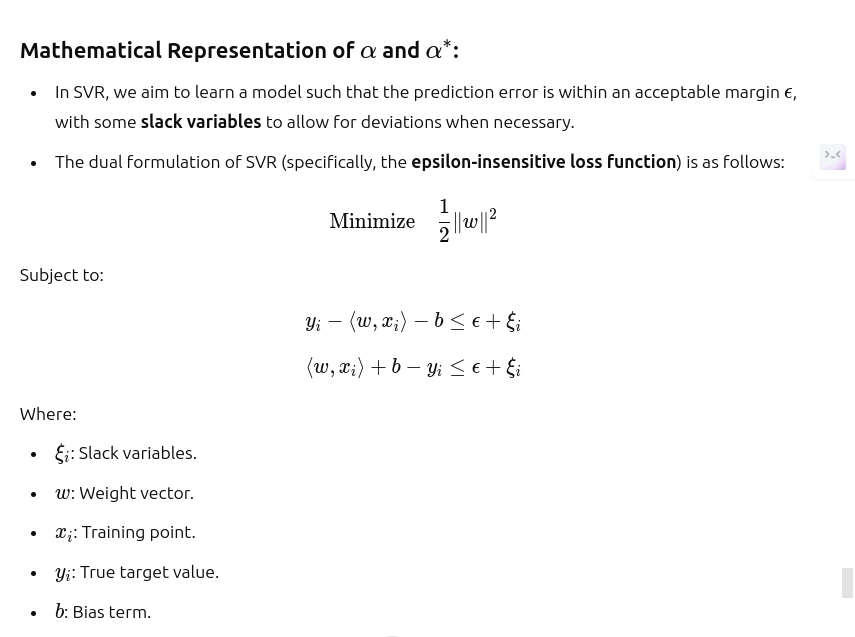 Mathematical Representation of α and α*:
• In SVR, we aim to learn a model such that the prediction error is within an acceptable margin ϵ,
with some slack variables to allow for deviations when necessary.
• The dual formulation of SVR (specifically, the epsilon-insensitive loss function) is as follows:
Minimize 1/2 ‖w‖²
Subject to:
yᵢ − ⟨w, xᵢ⟩ − b ≤ ϵ + ξᵢ
⟨w, xᵢ⟩ + b − yᵢ ≤ ϵ + ξᵢ
Where:
• ξᵢ: Slack variables.
• w: Weight vector.
• xᵢ: Training point.
• yᵢ: True target value.
• b: Bias term.